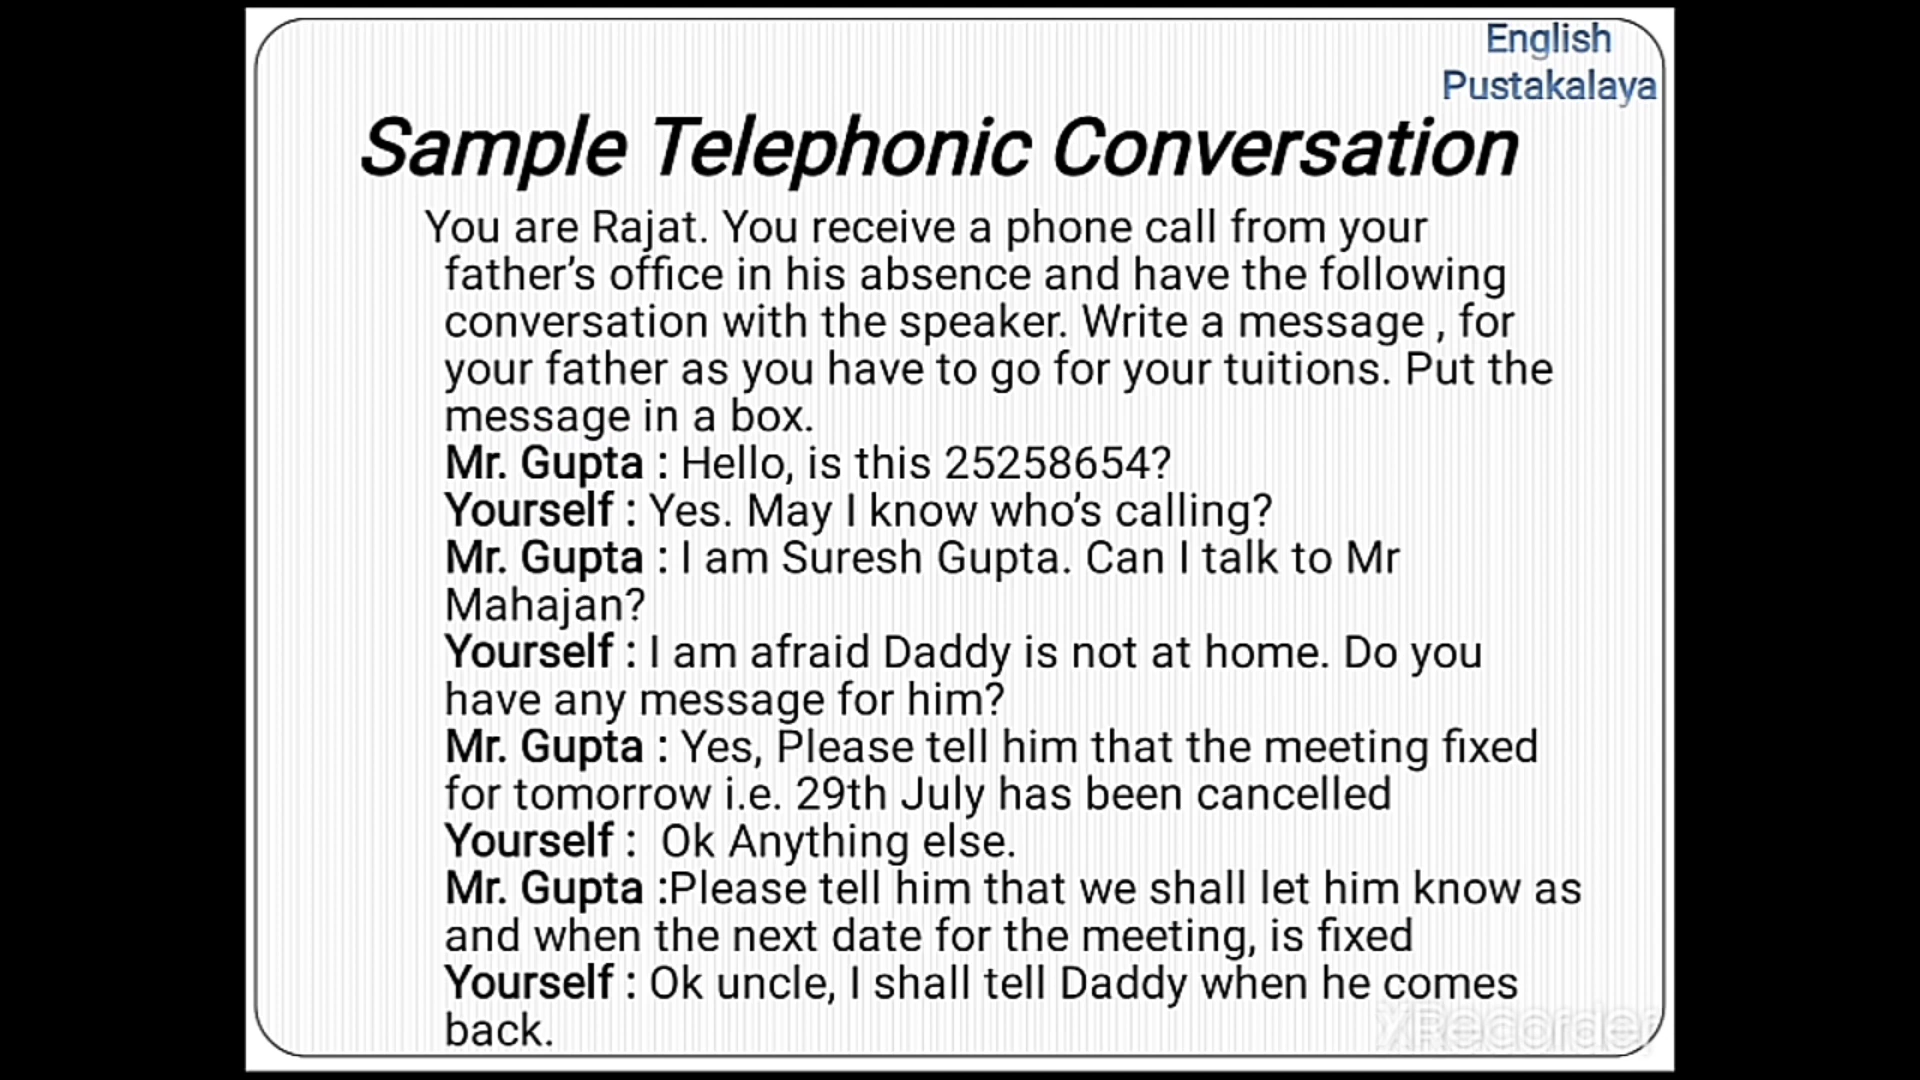 English
Pustakalaya
Sample Telephonic Conversation
You are Rajat. You receive a phone call from your
father's office in his absence and have the following
conversation with the speaker. Write a message , for
your father as you have to go for your tuitions. Put the
message in a box.
Mr. Gupta : Hello, is this 25258654?
Yourself : Yes. May I know who's calling?
Mr. Gupta : I am Suresh Gupta. Can I talk to Mr
Mahajan?
Yourself : I am afraid Daddy is not at home. Do you
have any message for him?
Mr. Gupta : Yes, Please tell him that the meeting fixed
for tomorrow i.e. 29th July has been cancelled
Yourself :  Ok Anything else.
Mr. Gupta :Please tell him that we shall let him know as
and when the next date for the meeting, is fixed
Yourself : Ok uncle, I shall tell Daddy when he comes
back.
XRecorder